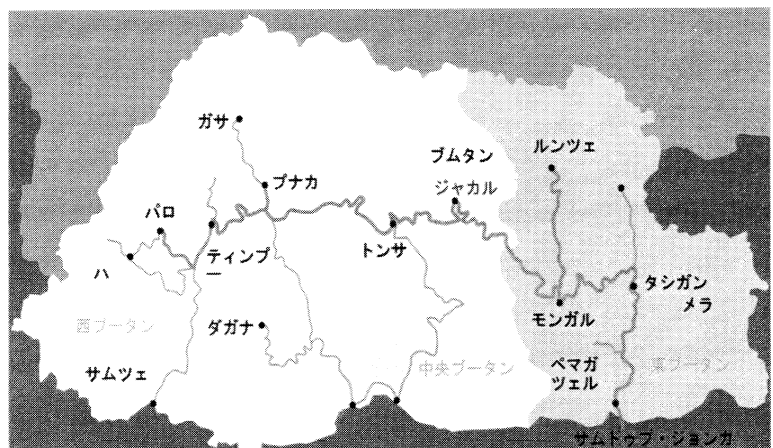 ガサ
ブムタン
ルンツェ
プナカ
ジャカル
パロ
ティンプ
ー
トンサ
ハ
タシガン
メラ
モンガル
西ブータン
ダガナ
サムツェ
中央ブータン
ペマガ
ツェル
東ブータン
サムドゥプ・ジョンカ